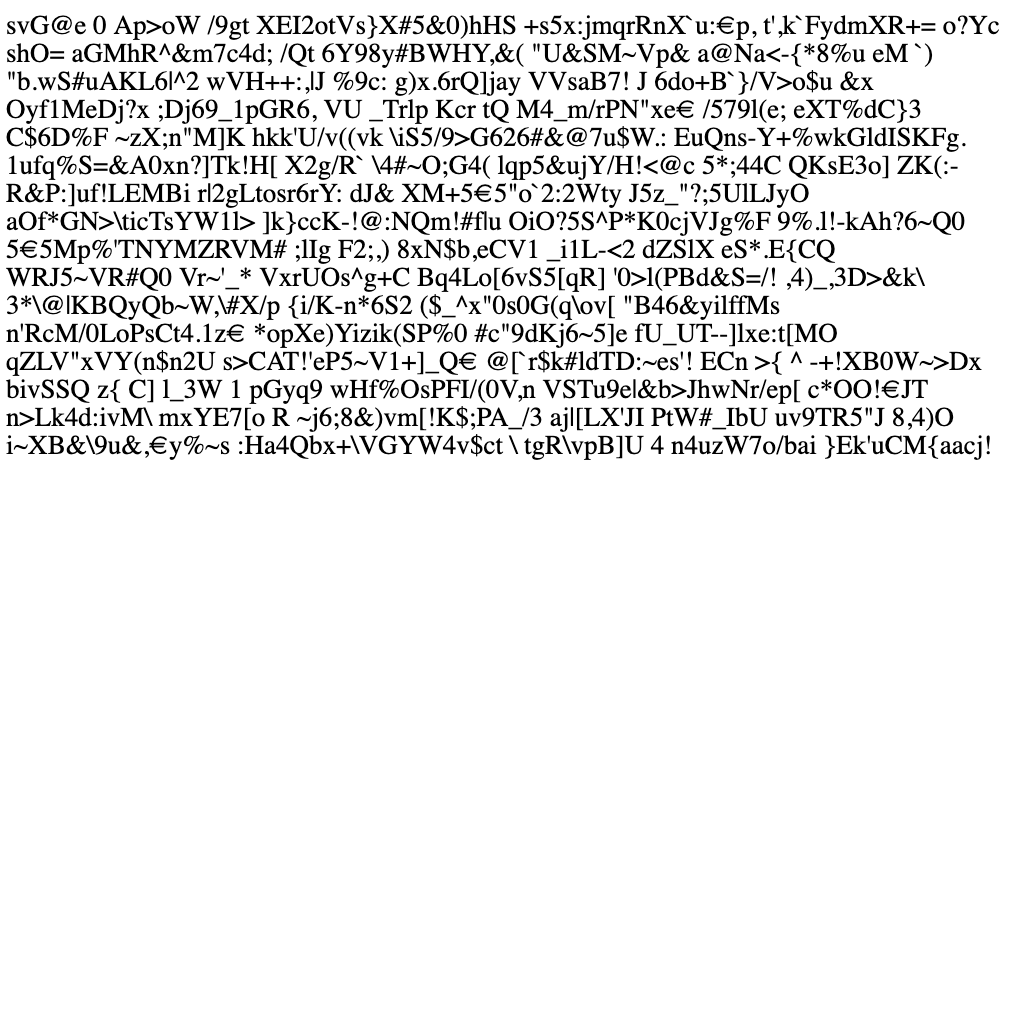 svG@e 0 Ap>oW /9gt XEI2otVs}X#5&0)hHS +s5x:jmqrRnX`u:€p, t',k`FydmXR+= o?Yc
shO= aGMhR^&m7c4d; /Qt 6Y98y#BWHY,&( "U&SM~Vp& a@Na<-{*8%u eM`)
"b.wS#uAKL6|^2 wVH++:,lJ %9c: g)x.6rQ]jay VVsaB7! J 6do+B`}/V>o$u &x
Oyf1MeDj?x ;Dj69_1pGR6, VU _Trlp Kcr tQ M4_m/rPN"xe€ /579l(e; eXT%dC}3
C$6D%F ~zX;n"M]K hkk'U/v((vk \iS5/9>G626#&@7u$W.: EuQns-Y+%wkGldISKFg.
1ufq%S=&A0xn?]Tk!H[ X2g/R` \4#~O;G4( lqp5&ujY/H!<@c 5*;44C QKsE3o] ZK(:-
R&P:]uf!LEMBi r|2gLtosr6rY: dJ& XM+5€5"o`2:2Wty J5z_"?;5UlLJyO
aOf*GN>\ticTsYW1l> ]k}ccK-!@:NQm!#f|u OiO?5S^P*K0cjVJg%F 9%.l!-kAh?6~Q0
5€5Mp%'TNYMZRVM# ;lIg F2;,) 8xN$b,eCV1 _i1L-<2 dZSlX eS*.E{CQ
WRJ5~VR#Q0 Vr~'_* VxrUOs^g+C Bq4Lo[6vS5[qR] '0>l(PBd&S=/! ,4)_,3D>&k\
3*\@|KBQyQb~W,\#X/p {i/K-n*6S2 ($_^x"0s0G(q\ov[ "B46&yilffMs
n'RcM/0LoPsCt4.1z€ *opXe)Yizik(SP%0 #c"9dKj6~5]e fU_UT--]lxe:t[MO
qZLV"xVY(n$n2U s>CAT!'eP5~V1+]_Q€ @[`r$k#ldTD:~es'! ECn >{ ^ -+!XB0W~>Dx
bivSSQ z{ C] l_3W 1 pGyq9 wHf%OsPFI/(0V,n VSTu9e|&b>JhwNr/ep[ c*OO!€JT
n>Lk4d:ivM\ mxYE7[o R ~j6;8&)vm[!K$;PA_/3 aj|[LX'JI PtW#_IbU uv9TR5"J 8,4)O
i~XB&\9u&,€y%~s :Ha4Qbx+\VGYW4v$ct \ tgR\vpB]U 4 n4uzW7o/bai }Ek'uCM{aacj!